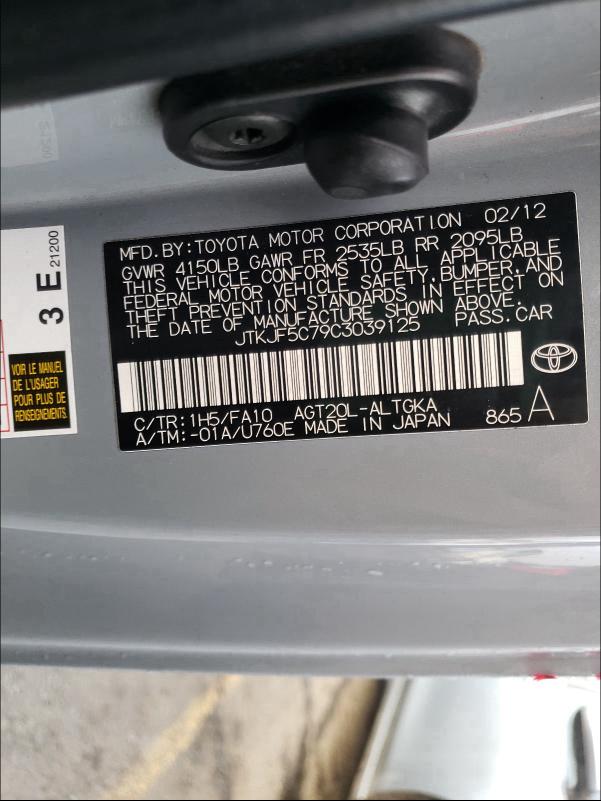 MFD. BY: TOYOTA MOTOR CORPORATION 02/12
GVWR 4150LB GAWR FR 2535LB RR 2095LB
THIS VEHICLE CONFORMS TO ALL APPLICABLE
FEDERAL MOTOR VEHICLE SAFETY, BUMPER, AND
THEFT PREVENTION STANDARDS IN EFFECT ON
THE DATE OF MANUFACTURE SHOWN ABOVE.
JTKJF5C79C3039125 PASS. CAR
C/TR: 1H5/FA10 AGT20L-ALTGKA
A/TM: -01A/U760E MADE IN JAPAN 865 A
3 E
21200
VOIR LE MANUEL
DE L'USAGER
POUR PLUS DE